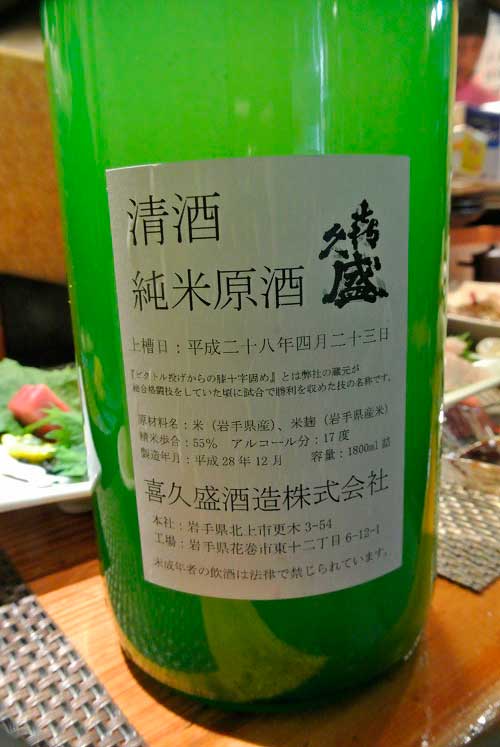 清酒
純米原酒
喜久盛
上槽日：平成二十八年四月二十三日
『ビクトル投げからの膝十字固め』とは弊社の蔵元が
総合格闘技をしていた頃に試合で勝利を収めた技の名称です。
原材料名：米（岩手県産）、米麹（岩手県産米）
精米歩合：55％　アルコール分：17度
製造年月：平成28年12月　容量：1800ml 詰
喜久盛酒造株式会社
本社：岩手県北上市更木 3-54
工場：岩手県花巻市東十二丁目 6-12-1
未成年者の飲酒は法律で禁じられています。